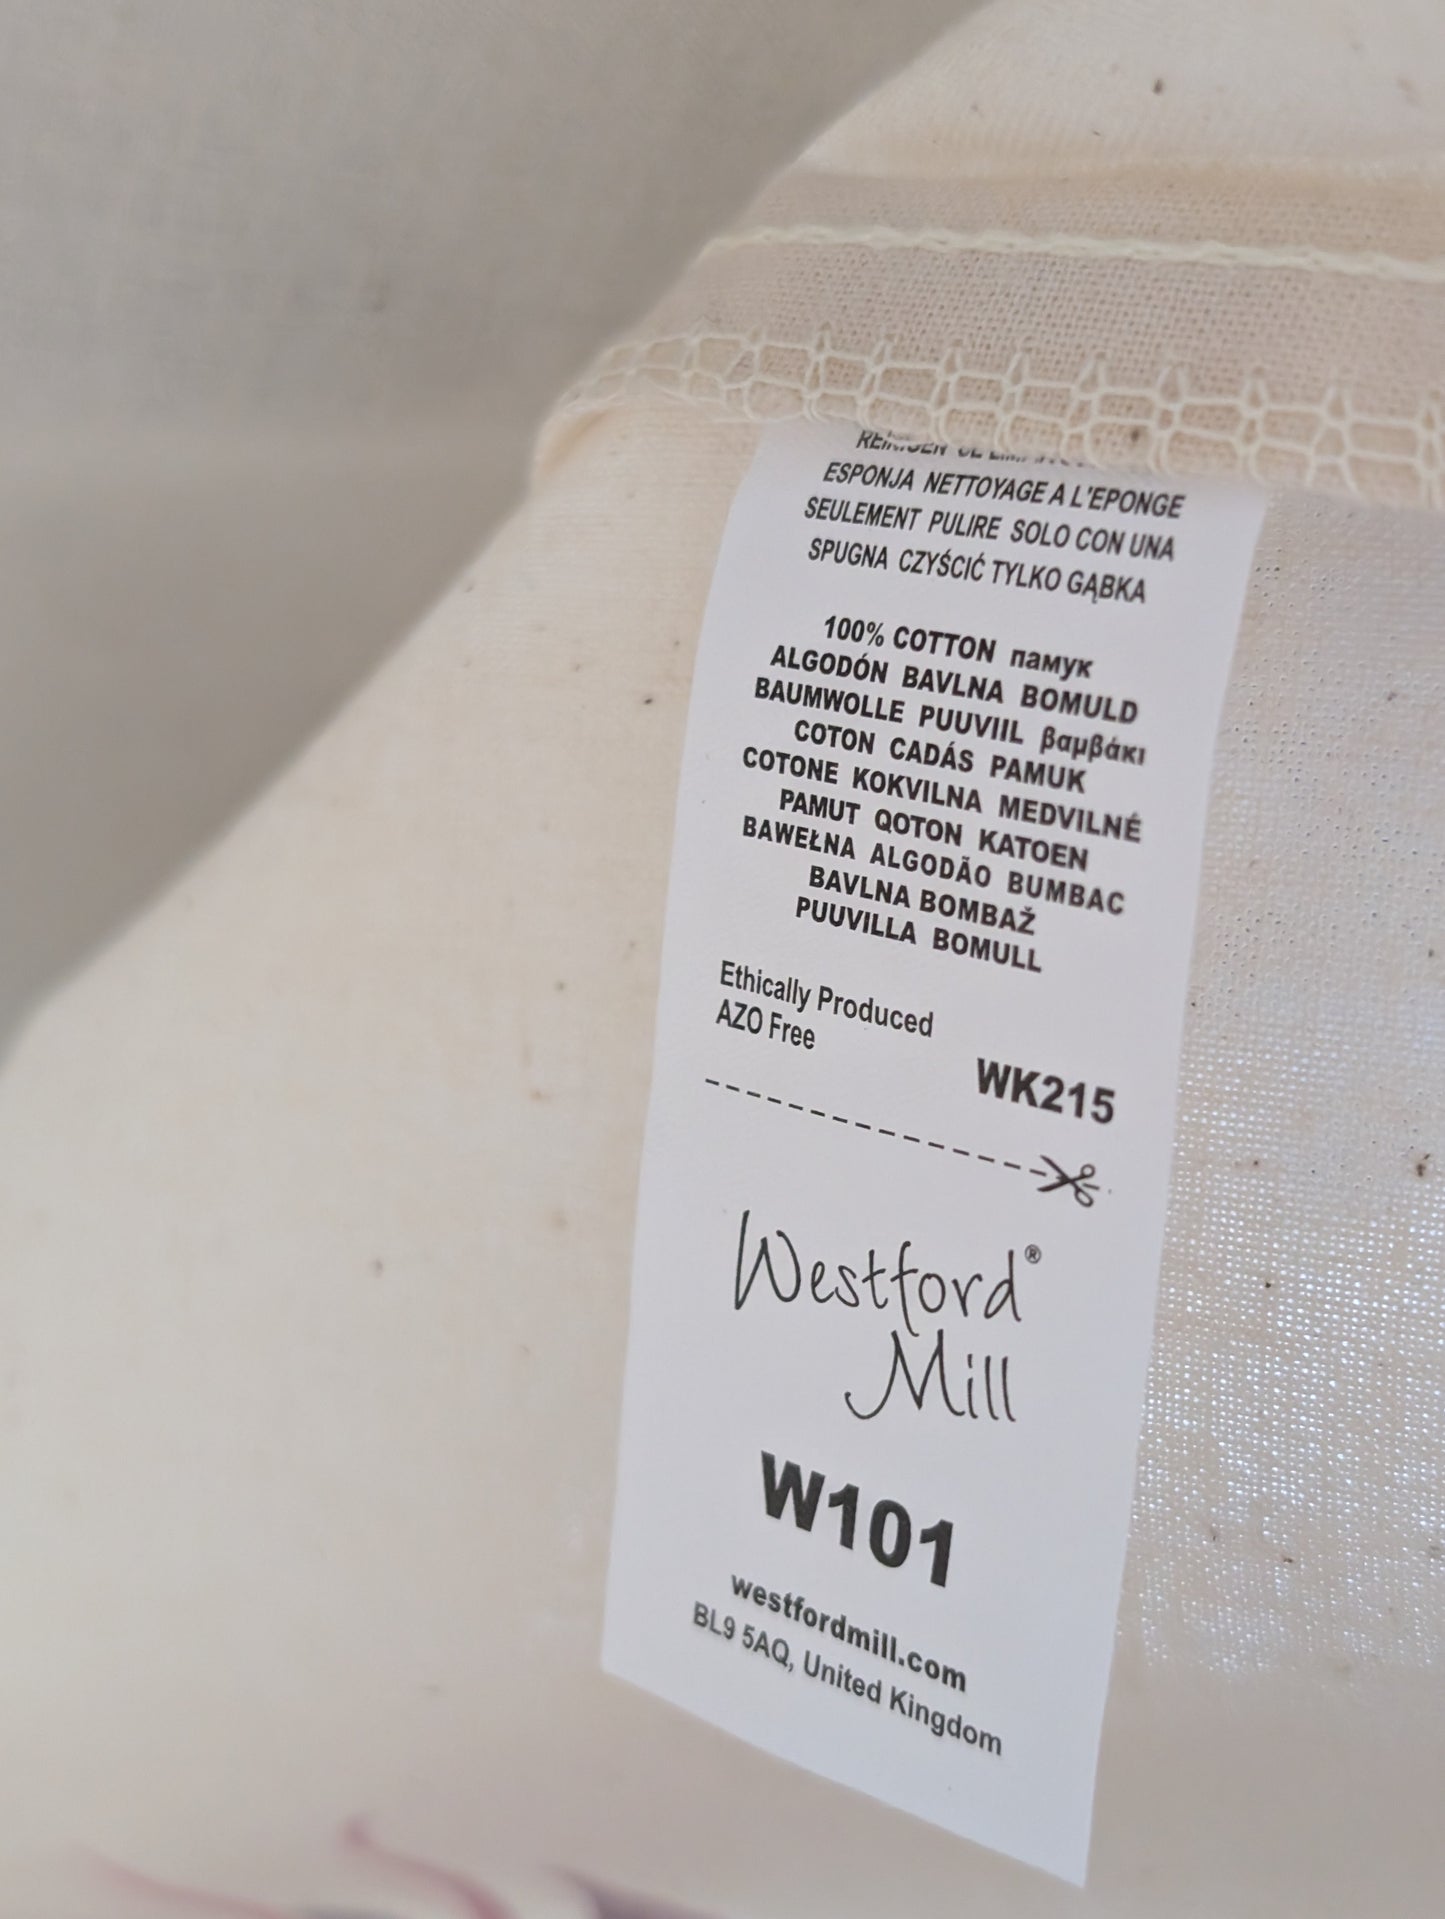 ESPONJA NETTOYAGE A L'EPONGE
SEULEMENT PULIRE SOLO CON UNA
SPUGNA CZYŚCIĆ TYLKO GĄBKA
100% COTTON памук
ALGODÓN BAVLNA BOMULD
BAUMWOLLE PUUVIIL βαμβάκι
COTON CADÁS PAMUK
COTONE KOKVILNA MEDVILNÉ
PAMUT QOTON KATOEN
BAWEŁNA ALGODÃO BUMBAC
BAVLNA BOMBAŽ
PUUVILLA BOMULL
Ethically Produced
AZO Free
WK215
Westford®
Mill
W101
westfordmill.com
BL9 5AQ, United Kingdom